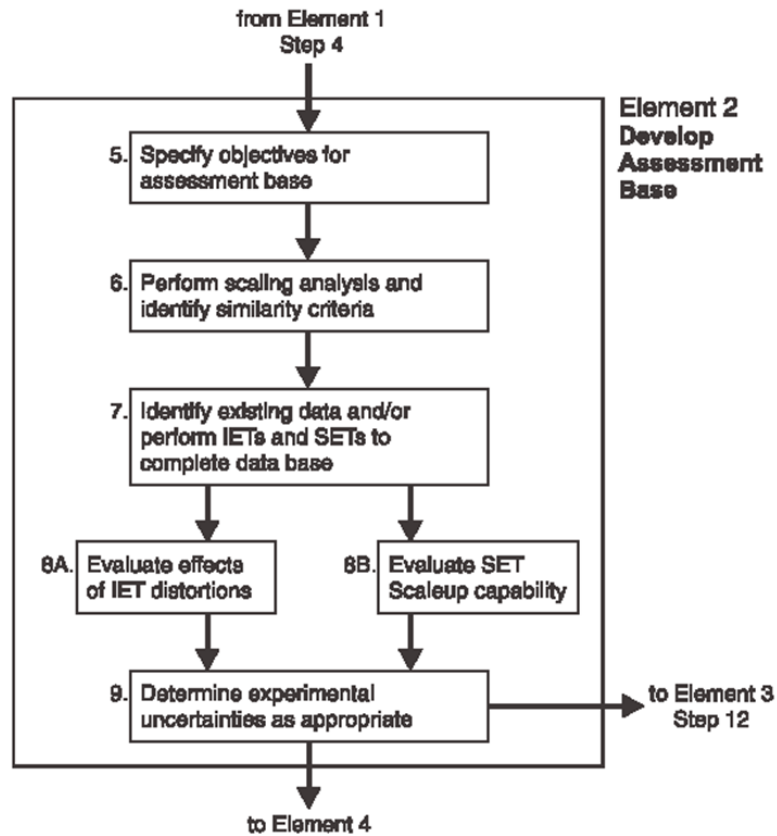 from Element 1
Step 4
Element 2
Develop
Assessment
Base
5. Specify objectives for
assessment base
6. Perform scaling analysis and
identify similarity criteria
7. Identify existing data and/or
perform IETs and SETs to
complete data base
8A. Evaluate effects
of IET distortions
8B. Evaluate SET
Scaleup capability
9. Determine experimental
uncertainties as appropriate
to Element 3
Step 12
to Element 4